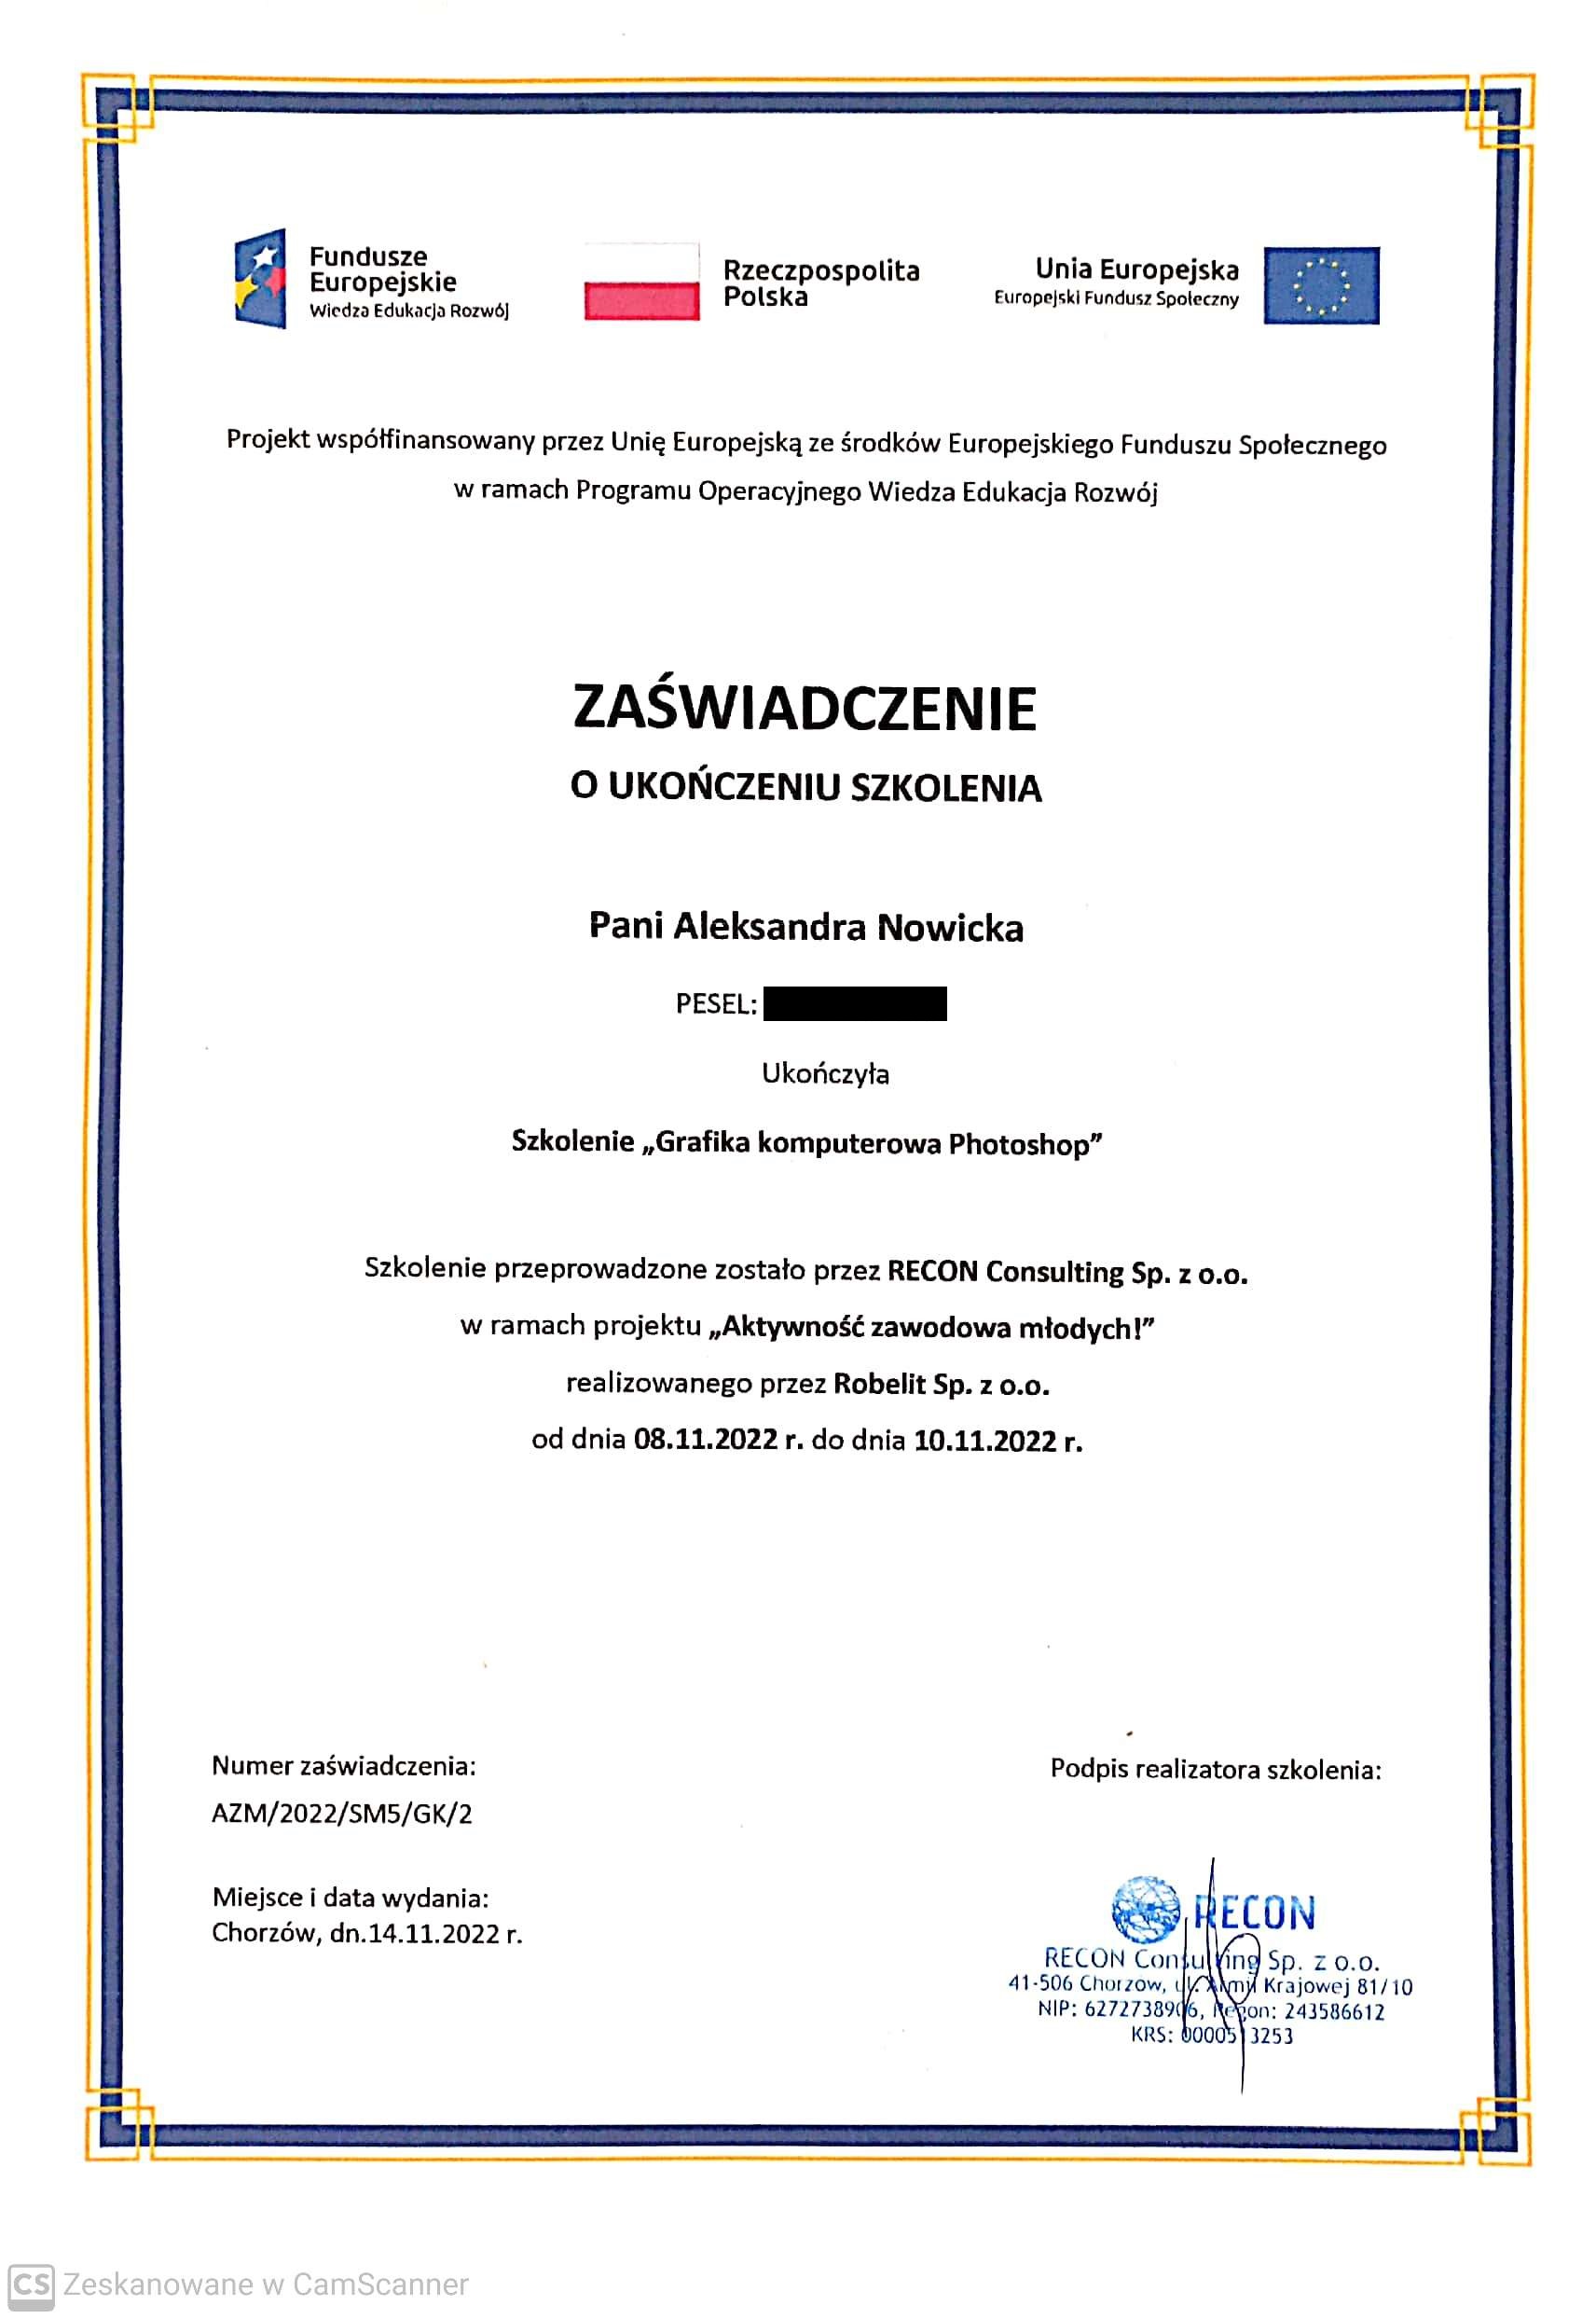 Fundusze
Europejskie
Wiedza Edukacja Rozwój
Rzeczpospolita
Polska
Unia Europejska
Europejski Fundusz Społeczny
Projekt współfinansowany przez Unię Europejską ze środków Europejskiego Funduszu Społecznego
w ramach Programu Operacyjnego Wiedza Edukacja Rozwój
ZAŚWIADCZENIE
O UKOŃCZENIU SZKOLENIA
Pani Aleksandra Nowicka
PESEL:
Ukończyła
Szkolenie „Grafika komputerowa Photoshop”
Szkolenie przeprowadzone zostało przez RECON Consulting Sp. z o.o.
w ramach projektu „Aktywność zawodowa młodych!”
realizowanego przez Robelit Sp. z o.o.
od dnia 08.11.2022 r. do dnia 10.11.2022 r.
Numer zaświadczenia:
AZM/2022/SM5/GK/2
Miejsce i data wydania:
Chorzów, dn.14.11.2022 r.
Podpis realizatora szkolenia:
RECON
RECON Consulting Sp. z o.o.
41-506 Chorzow, ul. Armii Krajowej 81/10
NIP: 6272738906, Regon: 243586612
KRS: 3253
CS Zeskanowane w CamScanner